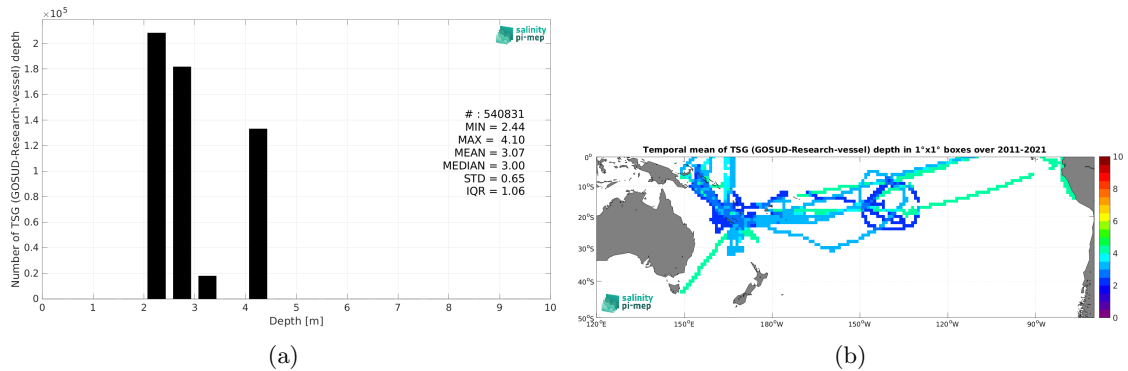 ×10⁵
2
1.8
1.6
1.4
1.2
1
0.8
0.6
0.4
0.2
0
Number of TSG (GOSUD-Research-vessel) depth
0 1 2 3 4 5 6 7 8 9 10
Depth [m]
salinity
pi-mep
# : 540831
MIN = 2.44
MAX = 4.10
MEAN = 3.07
MEDIAN = 3.00
STD = 0.65
IQR = 1.06
(a)
Temporal mean of TSG (GOSUD-Research-vessel) depth in 1°x1° boxes over 2011-2021
0°
10°S
20°S
30°S
40°S
50°S
120°E 150°E 180°W 150°W 120°W 90°W
salinity
pi-mep
10
8
6
4
2
0
(b)